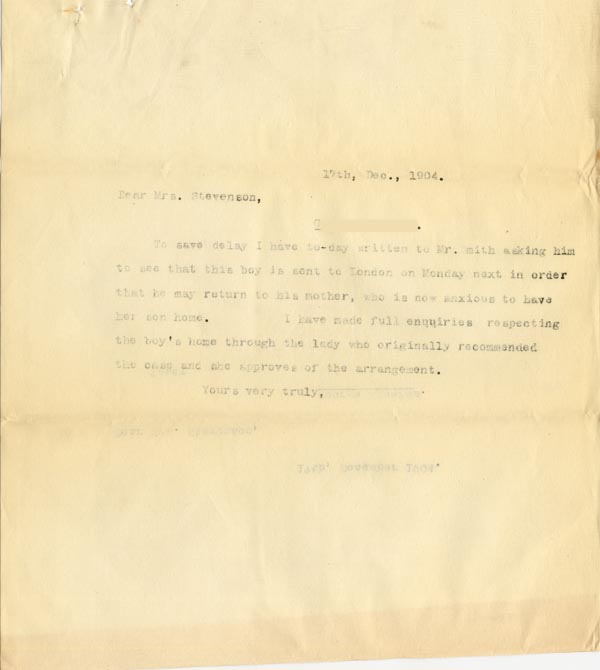 17th, Dec., 1904.
Dear Mrs. Stevenson,
.
To save delay I have to-day written to Mr. mith asking him
to see that this boy is sent to London on Monday next in order
that he may return to his mother, who is now anxious to have
her son home. I have made full enquiries respecting
the boy's home through the lady who originally recommended
the case and she approves of the arrangement.
Yours very truly,